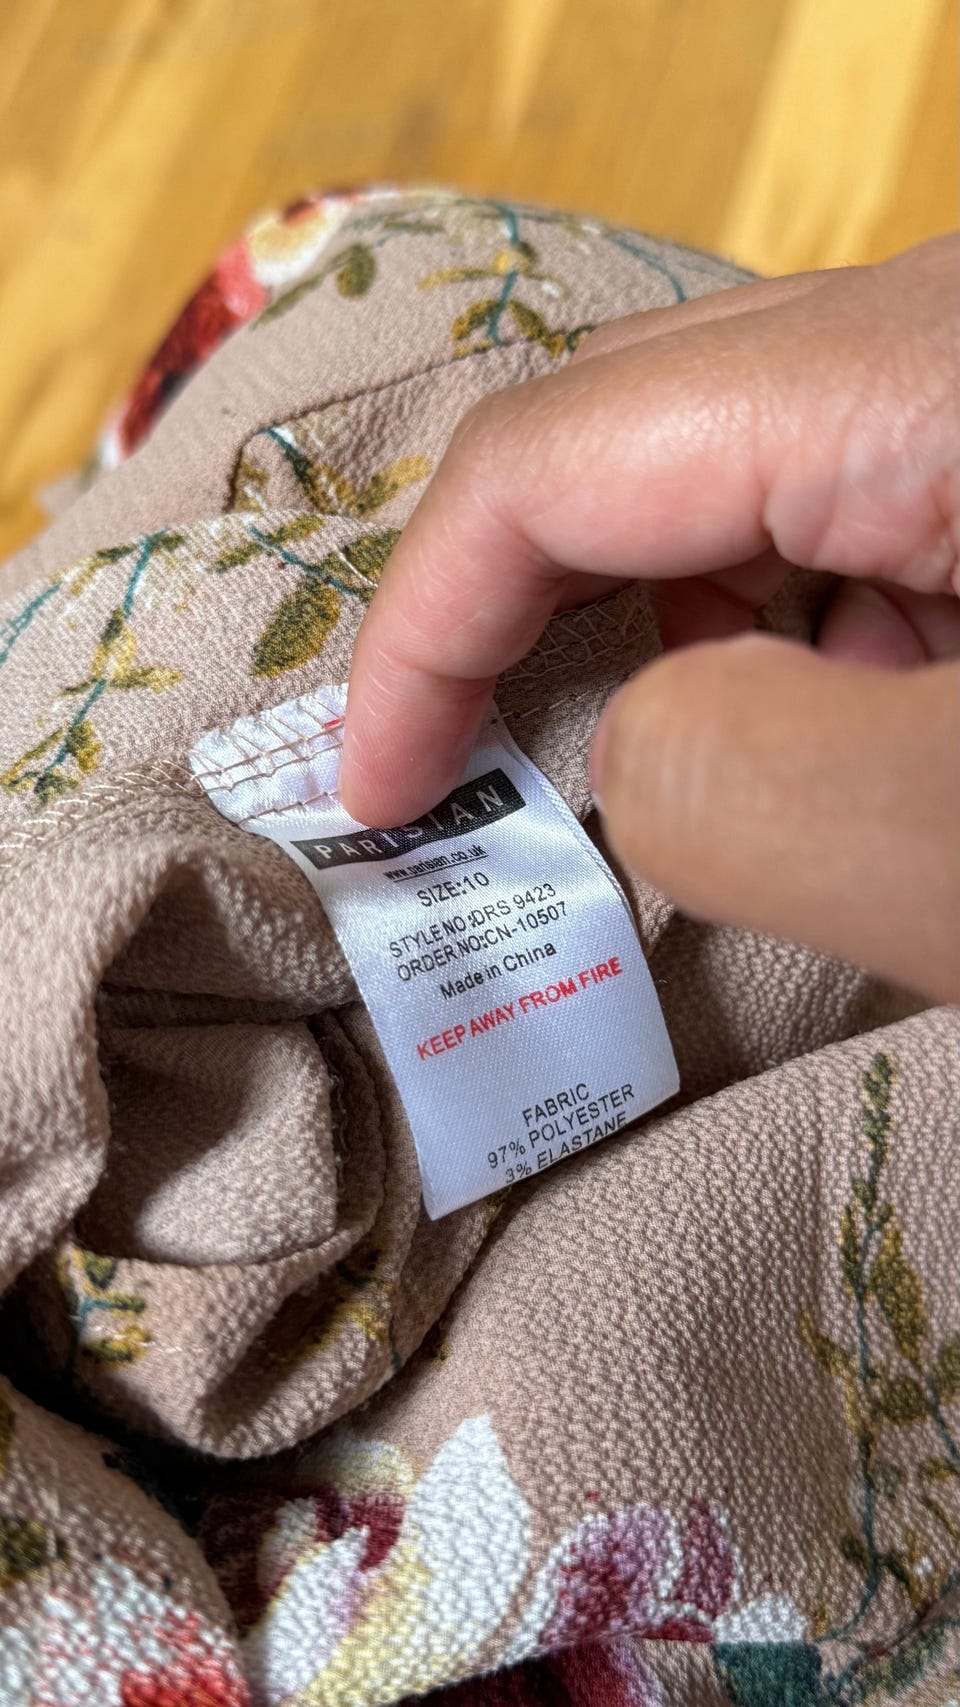 PARISIAN
www.parisian.co.uk
SIZE:10
STYLE NO:DRS 9423
ORDER NO:CN-10507
Made in China
KEEP AWAY FROM FIRE
FABRIC
97% POLYESTER
3% ELASTANE